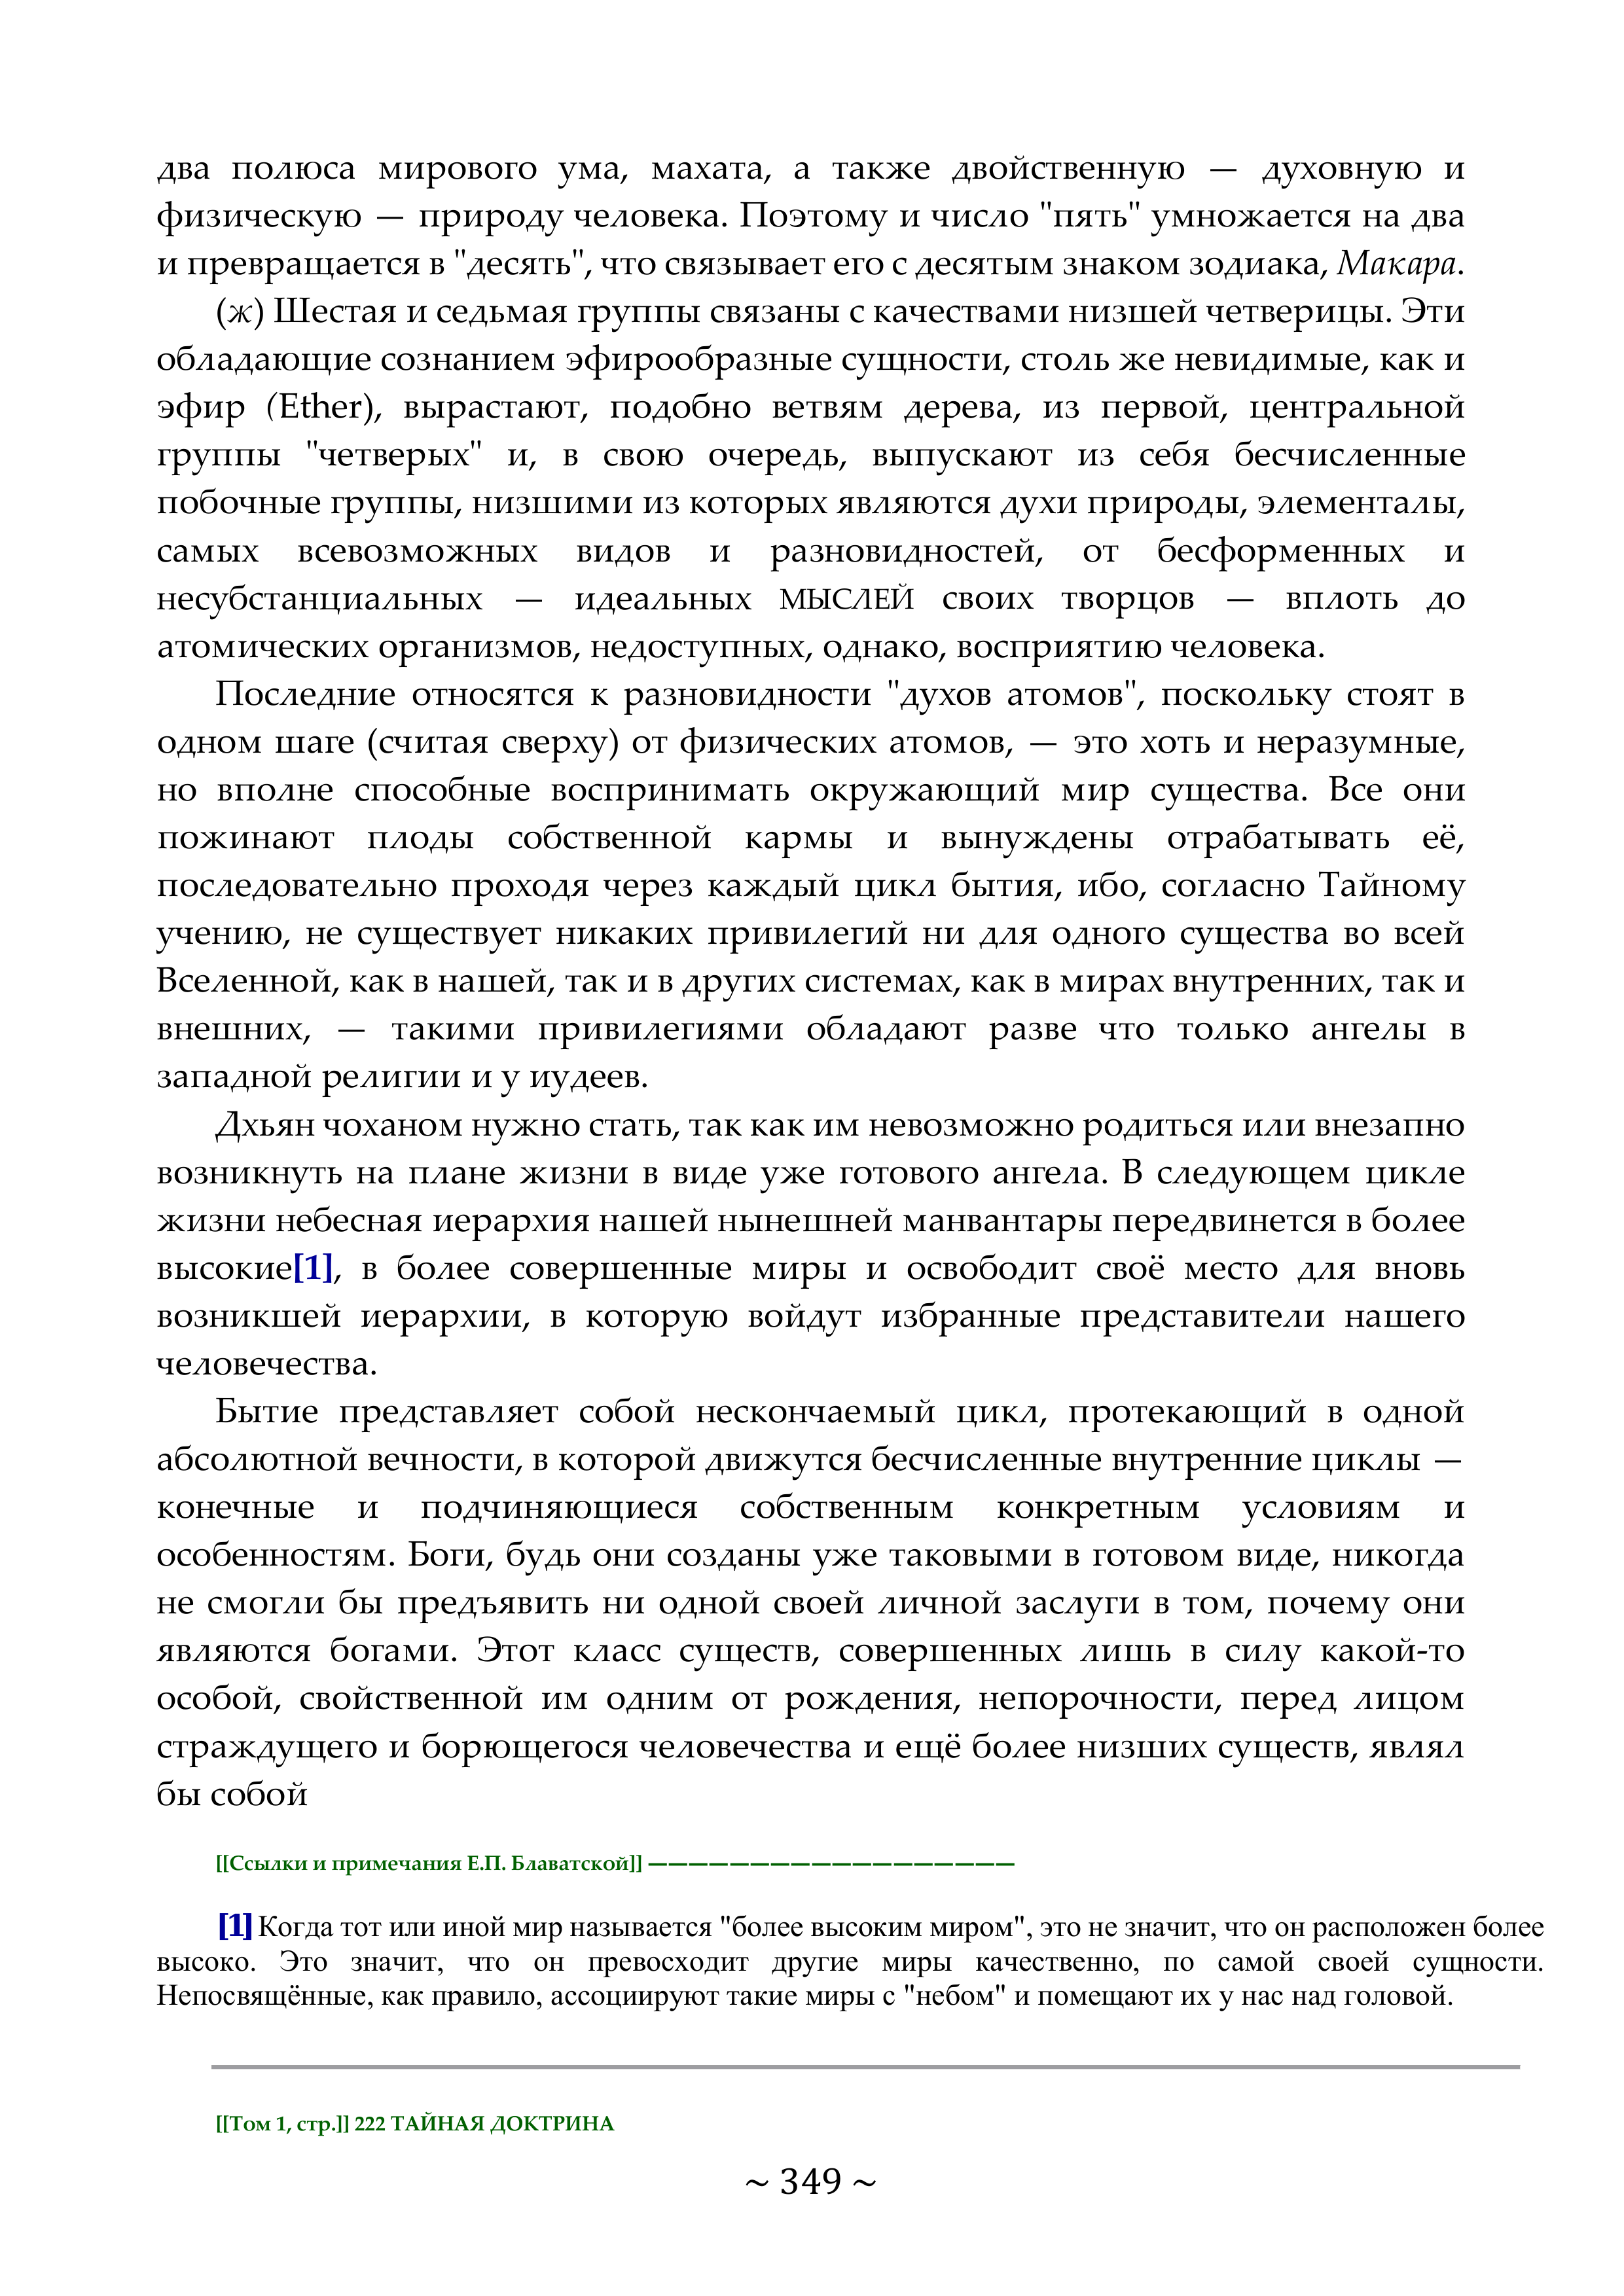 два полюса мирового ума, махата, а также двойственную — духовную и
физическую — природу человека. Поэтому и число "пять" умножается на два
и превращается в "десять", что связывает его с десятым знаком зодиака, Макара.
(ж) Шестая и седьмая группы связаны с качествами низшей четверицы. Эти
обладающие сознанием эфирообразные сущности, столь же невидимые, как и
эфир (Ether), вырастают, подобно ветвям дерева, из первой, центральной
группы "четверых" и, в свою очередь, выпускают из себя бесчисленные
побочные группы, низшими из которых являются духи природы, элементалы,
самых всевозможных видов и разновидностей, от бесформенных и
несубстанциальных — идеальных МЫСЛЕЙ своих творцов — вплоть до
атомических организмов, недоступных, однако, восприятию человека.
Последние относятся к разновидности "духов атомов", поскольку стоят в
одном шаге (считая сверху) от физических атомов, — это хоть и неразумные,
но вполне способные воспринимать окружающий мир существа. Все они
пожинают плоды собственной кармы и вынуждены отрабатывать её,
последовательно проходя через каждый цикл бытия, ибо, согласно Тайному
учению, не существует никаких привилегий ни для одного существа во всей
Вселенной, как в нашей, так и в других системах, как в мирах внутренних, так и
внешних, — такими привилегиями обладают разве что только ангелы в
западной религии и у иудеев.
Дхьян чоханом нужно стать, так как им невозможно родиться или внезапно
возникнуть на плане жизни в виде уже готового ангела. В следующем цикле
жизни небесная иерархия нашей нынешней манвантары передвинется в более
высокие[1], в более совершенные миры и освободит своё место для вновь
возникшей иерархии, в которую войдут избранные представители нашего
человечества.
Бытие представляет собой нескончаемый цикл, протекающий в одной
абсолютной вечности, в которой движутся бесчисленные внутренние циклы —
конечные и подчиняющиеся собственным конкретным условиям и
особенностям. Боги, будь они созданы уже таковыми в готовом виде, никогда
не смогли бы предъявить ни одной своей личной заслуги в том, почему они
являются богами. Этот класс существ, совершенных лишь в силу какой-то
особой, свойственной им одним от рождения, непорочности, перед лицом
страждущего и борющегося человечества и ещё более низших существ, являл
бы собой
[[Ссылки и примечания Е.П. Блаватской]] ——————————————————
[1] Когда тот или иной мир называется "более высоким миром", это не значит, что он расположен более
высоко. Это значит, что он превосходит другие миры качественно, по самой своей сущности.
Непосвящённые, как правило, ассоциируют такие миры с "небом" и помещают их у нас над головой.
[[Том 1, стр.]] 222 ТАЙНАЯ ДОКТРИНА
~ 349 ~